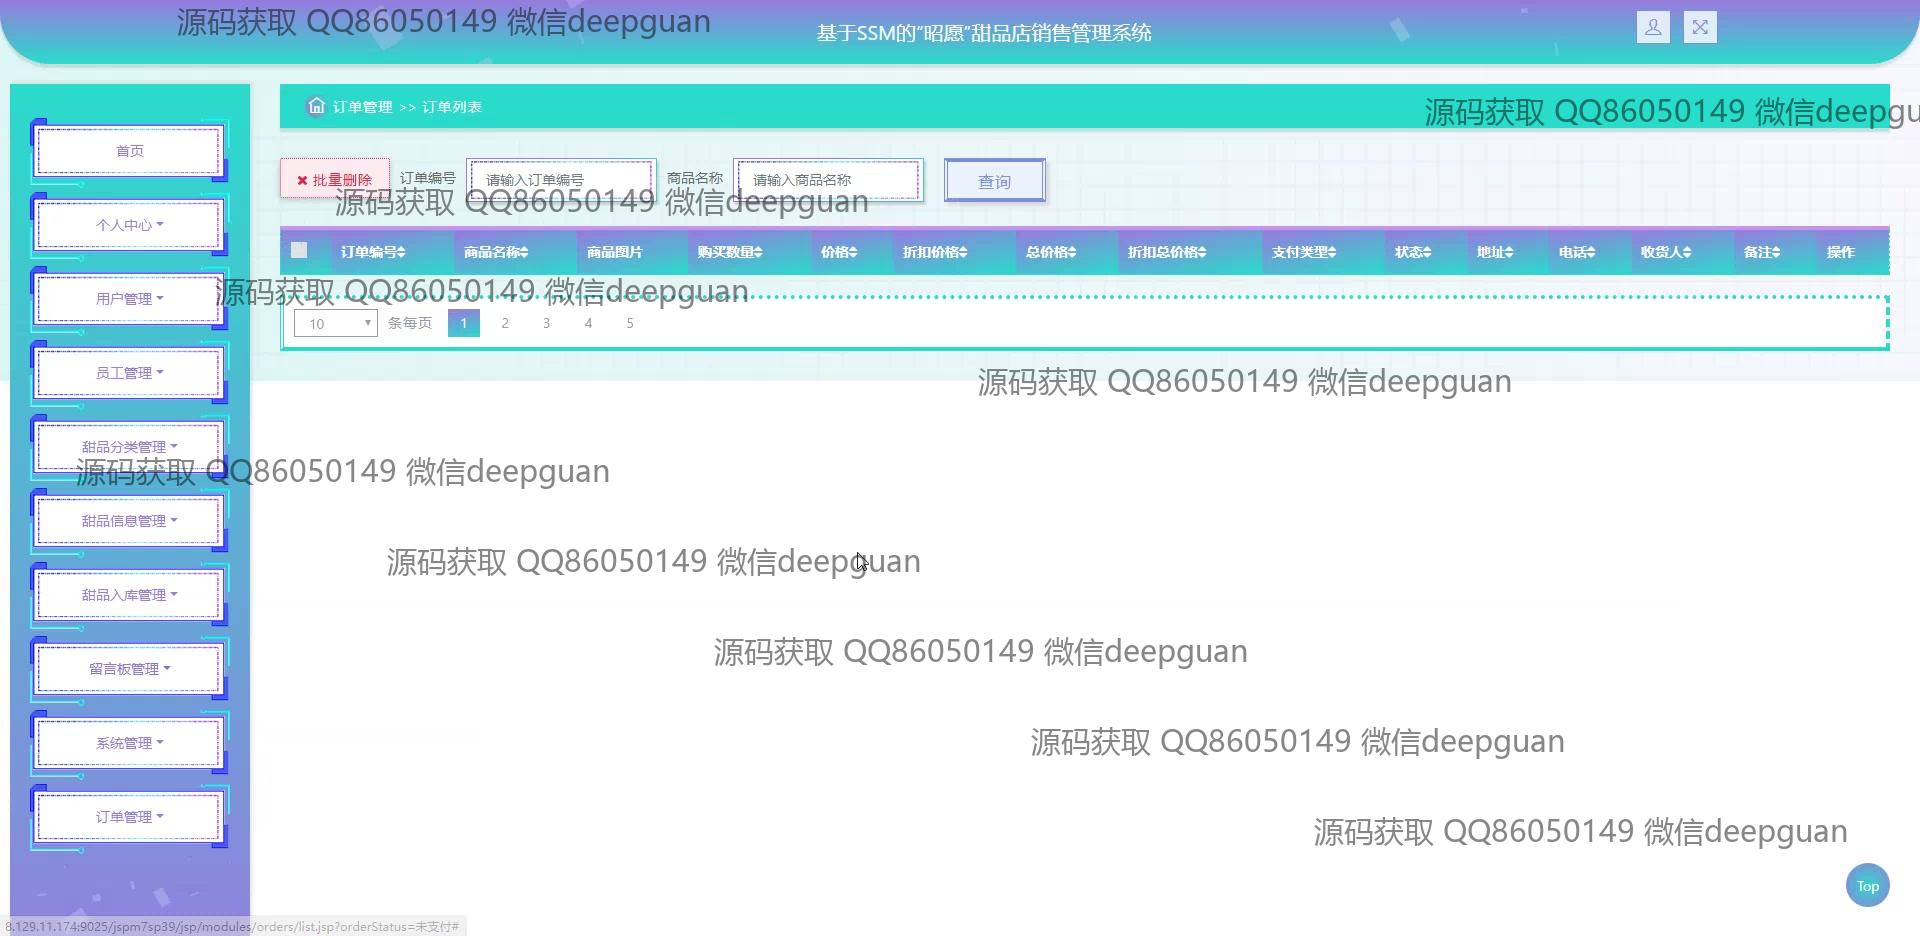 源码获取 QQ86050149 微信deepguan
基于SSM的“昭愿”甜品店销售管理系统
订单管理 >> 订单列表
源码获取 QQ86050149 微信deepgu
首页
批量删除 订单编号 请输入订单编号 商品名称 请输入商品名称 查询
源码获取 QQ86050149 微信deepguan
个人中心
订单编号 商品名称 商品图片 购买数量 价格 折扣价格 总价格 折扣总价格 支付类型 状态 地址 电话 收货人 备注 操作
用户管理
源码获取 QQ86050149 微信deepguan
10 条每页 1 2 3 4 5
员工管理
源码获取 QQ86050149 微信deepguan
甜品分类管理
源码获取 QQ86050149 微信deepguan
甜品信息管理
源码获取 QQ86050149 微信deepguan
甜品入库管理
源码获取 QQ86050149 微信deepguan
留言板管理
系统管理
源码获取 QQ86050149 微信deepguan
订单管理
源码获取 QQ86050149 微信deepguan
Top
8.129.11.174:9025/jspm7sp39/jsp/modules/orders/list.jsp?orderStatus=未支付#